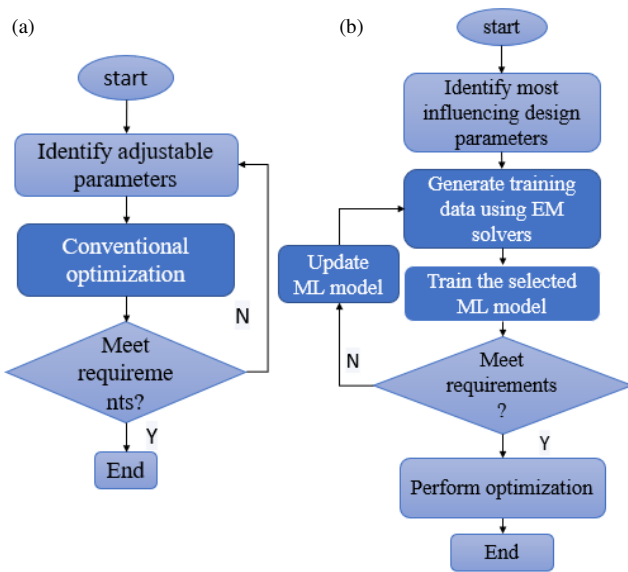 (a)
start
Identify adjustable
parameters
Conventional
optimization
N
Meet
requireme
nts?
Y
End
(b)
start
Identify most
influencing design
parameters
Generate training
data using EM
solvers
Update
ML model
Train the selected
ML model
N
Meet
requirements
?
Y
Perform optimization
End